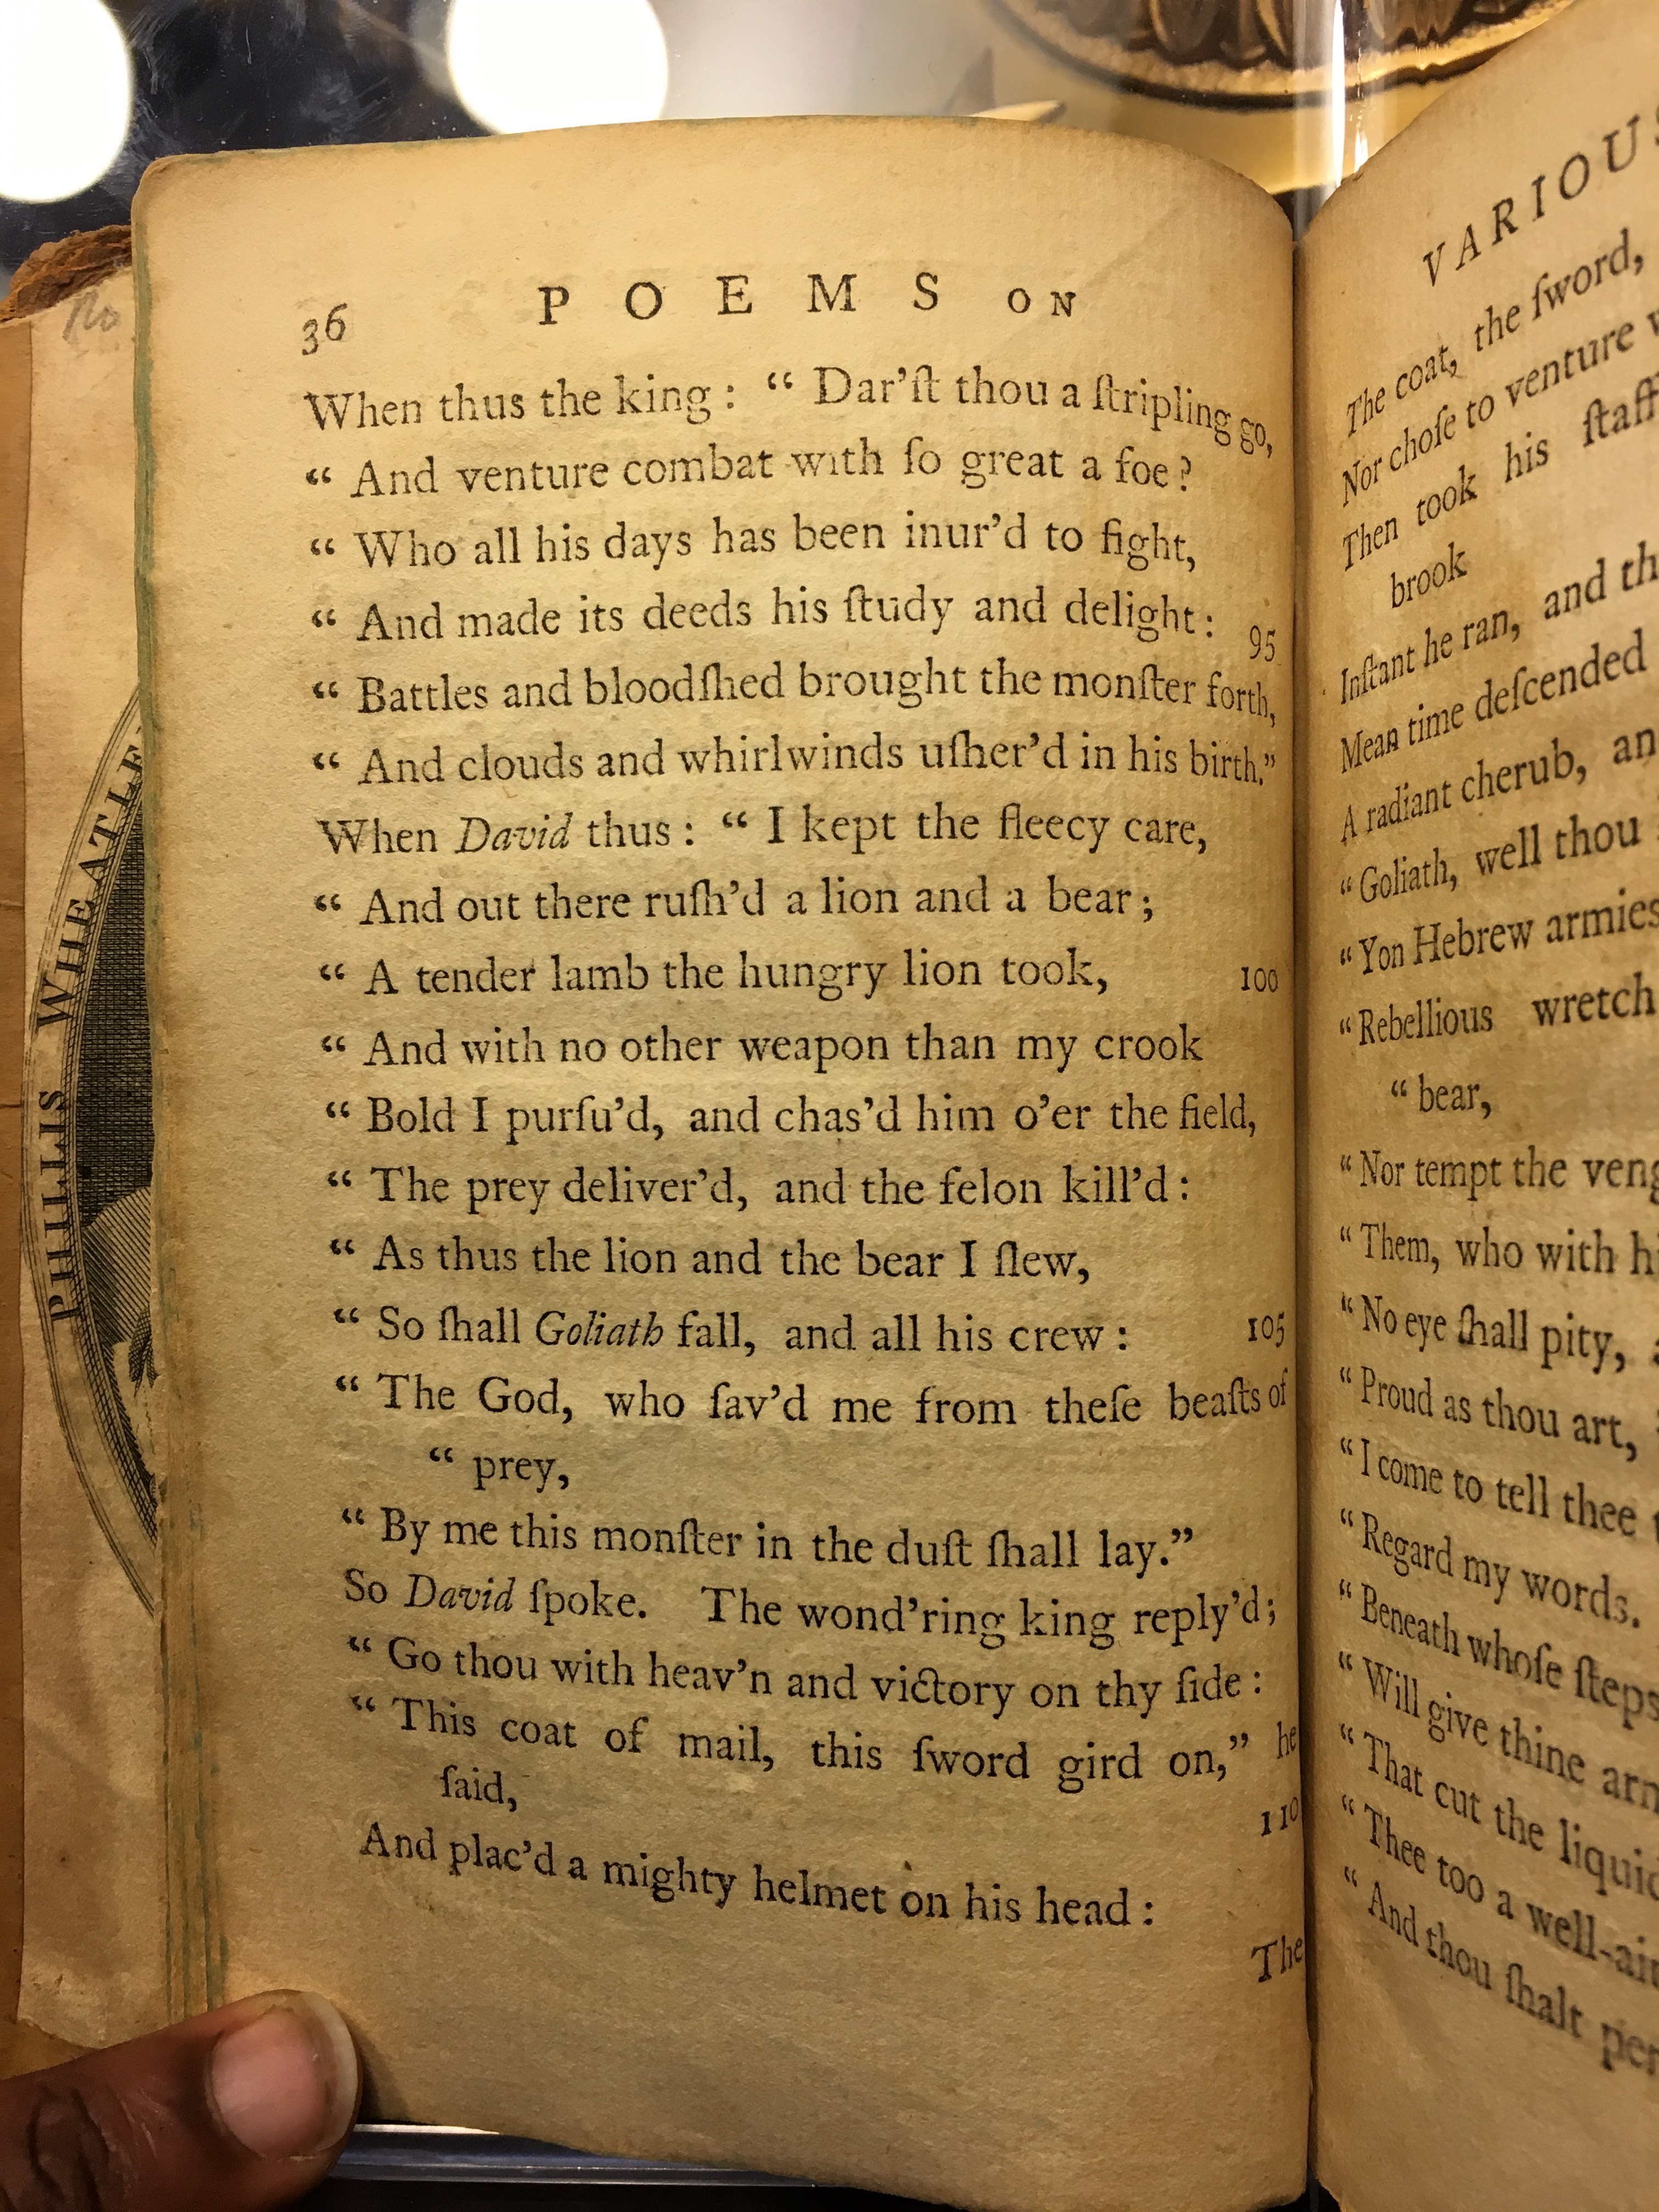 PHILLIS WHEATLE
36 POEMS ON
When thus the king: “ Dar’ſt thou a ſtripling go,
“ And venture combat with ſo great a foe?
“ Who all his days has been inur’d to fight,
“ And made its deeds his ſtudy and delight: 95
“ Battles and bloodſhed brought the monſter forth,
“ And clouds and whirlwinds uſher’d in his birth.”
When David thus: “ I kept the fleecy care,
“ And out there ruſh’d a lion and a bear;
“ A tender lamb the hungry lion took, 100
“ And with no other weapon than my crook
“ Bold I purſu’d, and chas’d him o’er the field,
“ The prey deliver’d, and the felon kill’d:
“ As thus the lion and the bear I ſlew,
“ So ſhall Goliath fall, and all his crew: 105
“ The God, who ſav’d me from theſe beaſts of
“ prey,
“ By me this monſter in the duſt ſhall lay.”
So David ſpoke. The wond’ring king reply’d;
“ Go thou with heav’n and victory on thy ſide:
“ This coat of mail, this ſword gird on,” he
ſaid, 110
And plac’d a mighty helmet on his head:
The
VARIOUS
The coat, the ſword,
Nor choſe to venture
Then took his ſtaff
brook
Inſtant he ran, and th
Mean time deſcended
A radiant cherub, an
“ Goliath, well thou
“ Yon Hebrew armies
“ Rebellious wretch
“ bear,
“ Nor tempt the veng
“ Them, who with hi
“ No eye ſhall pity,
“ Proud as thou art,
“ I come to tell thee
“ Regard my words.
“ Beneath whoſe ſteps
“ Will give thine arm
“ That cut the liquid
“ Thee too a well-ai
“ And thou ſhalt per